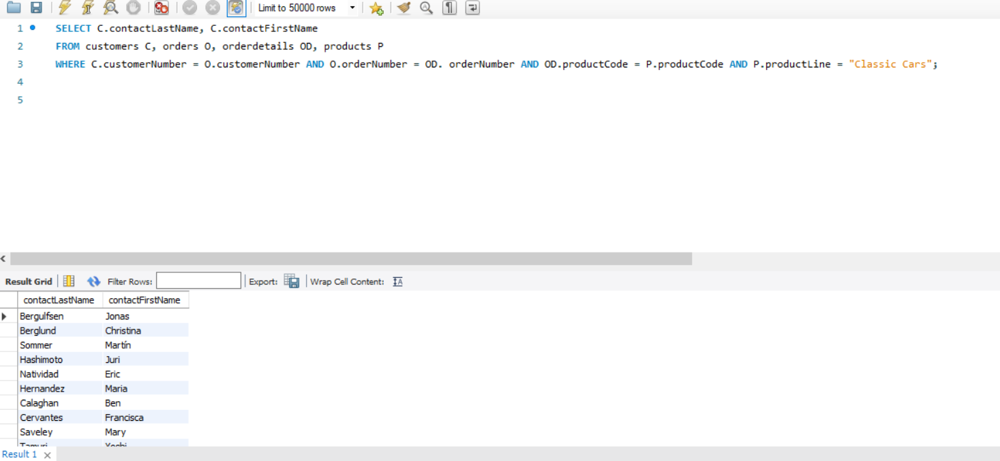 Limit to 50000 rows
1 SELECT C.contactLastName, C.contactFirstName
2 FROM customers C, orders O, orderdetails OD, products P
3 WHERE C.customerNumber = O.customerNumber AND O.orderNumber = OD. orderNumber AND OD.productCode = P.productCode AND P.productLine = "Classic Cars";
4
5
Result Grid Filter Rows: Export: Wrap Cell Content: IA
contactLastName contactFirstName
Bergulfsen Jonas
Berglund Christina
Sommer Martín
Hashimoto Juri
Natividad Eric
Hernandez Maria
Calaghan Ben
Cervantes Francisca
Saveley Mary
Result 1